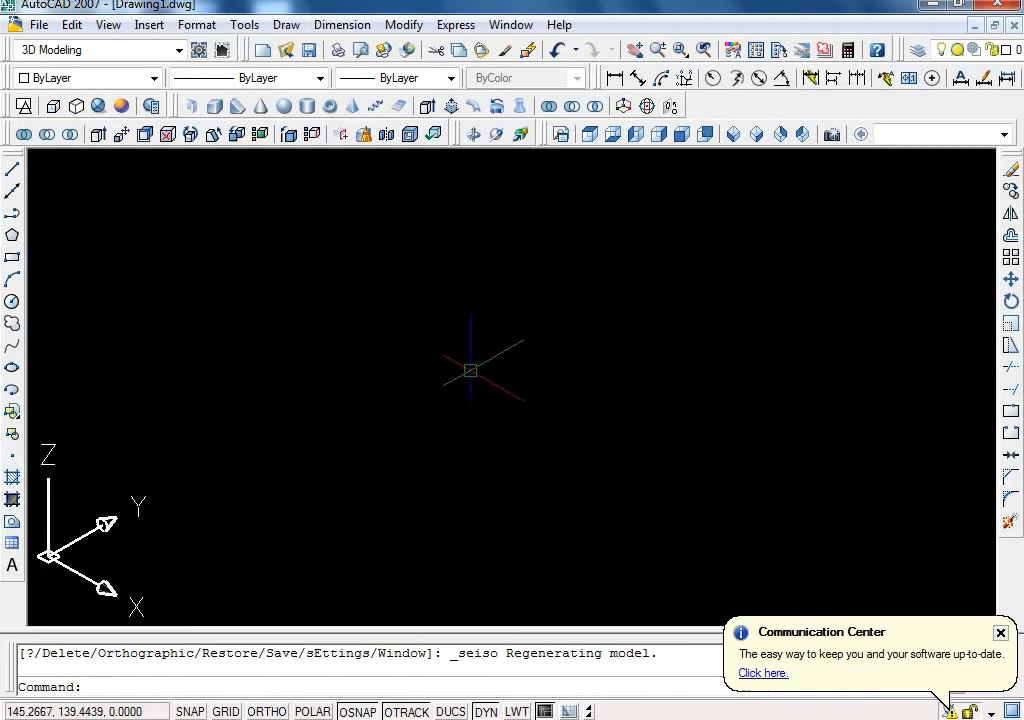 AutoCAD 2007 - [Drawing1.dwg]
File Edit View Insert Format Tools Draw Dimension Modify Express Window Help
3D Modeling
0
ByLayer ByLayer ByLayer ByColor
Z
Y
X
A
Communication Center
The easy way to keep you and your software up-to-date.
Click here.
[?/Delete/Orthographic/Restore/Save/sEttings/Window]: _seiso Regenerating model.
Command:
145.2667, 139.4439, 0.0000 SNAP GRID ORTHO POLAR OSNAP OTRACK DUCS DYN LWT